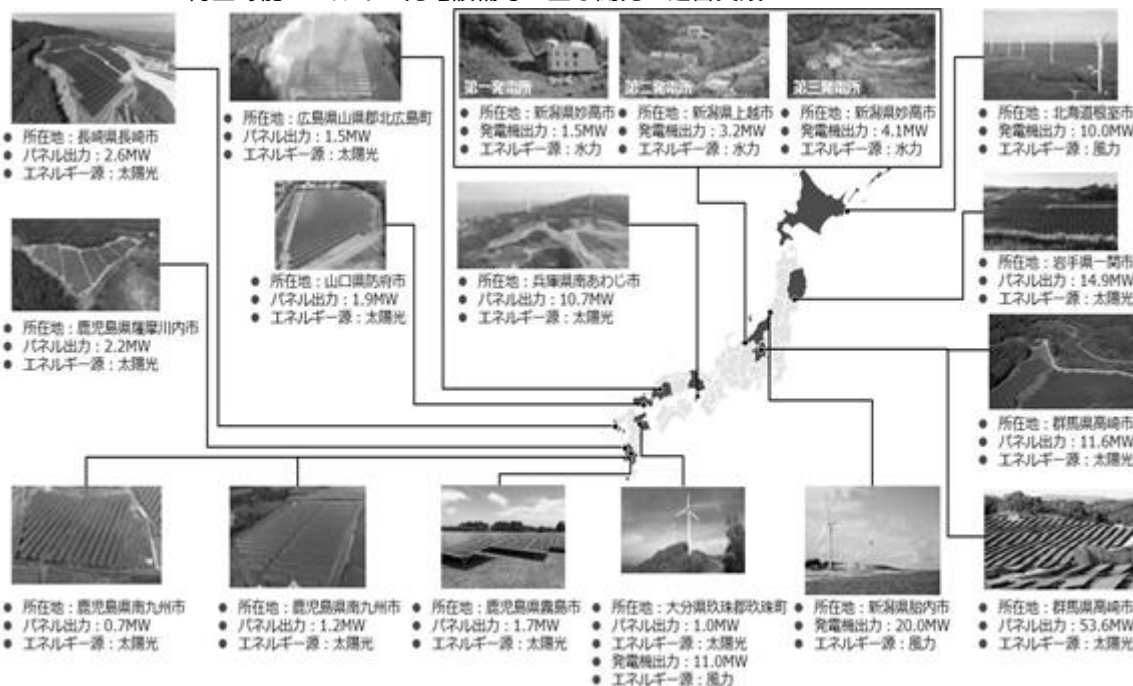 ● 所在地：長崎県長崎市
● パネル出力：2.6MW
● エネルギー源：太陽光
● 所在地：広島県山県郡北広島町
● パネル出力：1.5MW
● エネルギー源：太陽光
第一発電所
● 所在地：新潟県妙高市
● 発電機出力：1.5MW
● エネルギー源：水力
第二発電所
● 所在地：新潟県上越市
● 発電機出力：3.2MW
● エネルギー源：水力
第三発電所
● 所在地：新潟県妙高市
● 発電機出力：4.1MW
● エネルギー源：水力
● 所在地：北海道根室市
● 発電機出力：10.0MW
● エネルギー源：風力
● 所在地：鹿児島県薩摩川内市
● パネル出力：2.2MW
● エネルギー源：太陽光
● 所在地：山口県防府市
● パネル出力：1.9MW
● エネルギー源：太陽光
● 所在地：兵庫県南あわじ市
● パネル出力：10.7MW
● エネルギー源：太陽光
● 所在地：岩手県一関市
● パネル出力：14.9MW
● エネルギー源：太陽光
● 所在地：群馬県高崎市
● パネル出力：11.6MW
● エネルギー源：太陽光
● 所在地：鹿児島県南九州市
● パネル出力：0.7MW
● エネルギー源：太陽光
● 所在地：鹿児島県南九州市
● パネル出力：1.2MW
● エネルギー源：太陽光
● 所在地：鹿児島県霧島市
● パネル出力：1.7MW
● エネルギー源：太陽光
● 所在地：大分県玖珠郡玖珠町
● パネル出力：1.0MW
● エネルギー源：太陽光
● 発電機出力：11.0MW
● エネルギー源：風力
● 所在地：新潟県胎内市
● 発電機出力：20.0MW
● エネルギー源：風力
● 所在地：群馬県高崎市
● パネル出力：53.6MW
● エネルギー源：太陽光